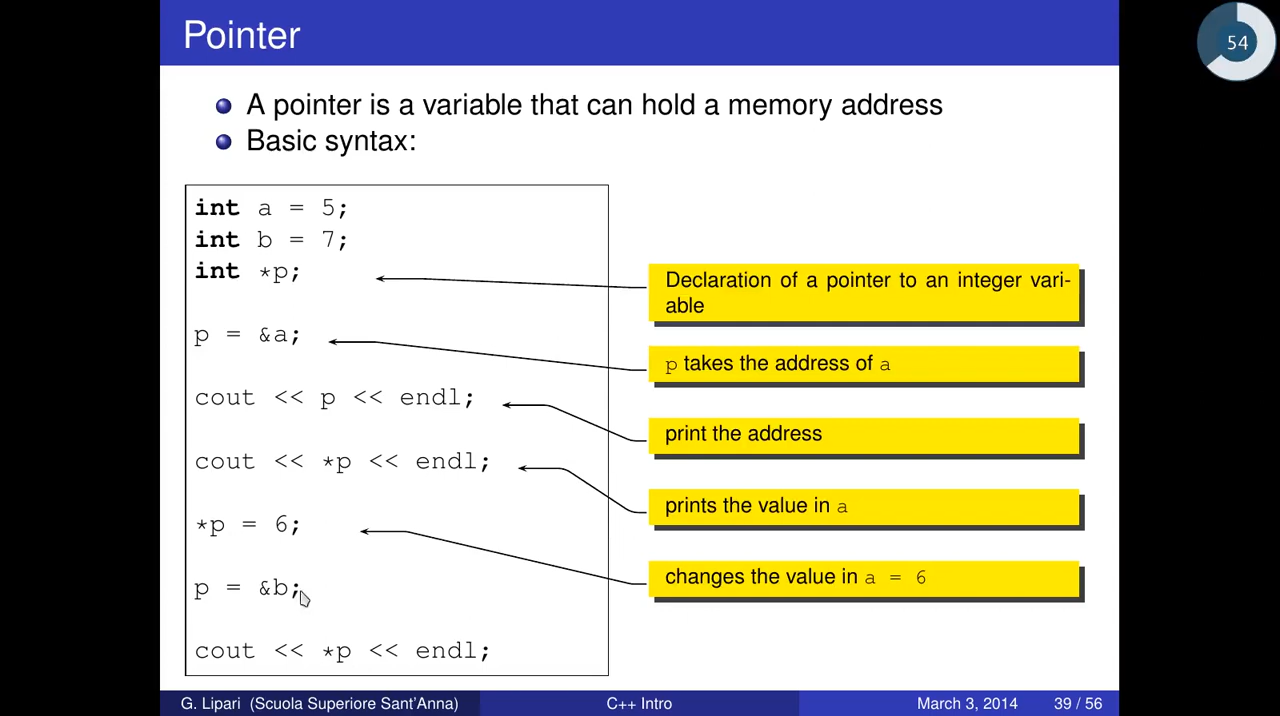 Pointer
54
A pointer is a variable that can hold a memory address
Basic syntax:
int a = 5;
int b = 7;
int *p;
p = &a;
cout << p << endl;
cout << *p << endl;
*p = 6;
p = &b;
cout << *p << endl;
Declaration of a pointer to an integer vari-
able
p takes the address of a
print the address
prints the value in a
changes the value in a = 6
G. Lipari (Scuola Superiore Sant'Anna)
C++ Intro
March 3, 2014
39 / 56